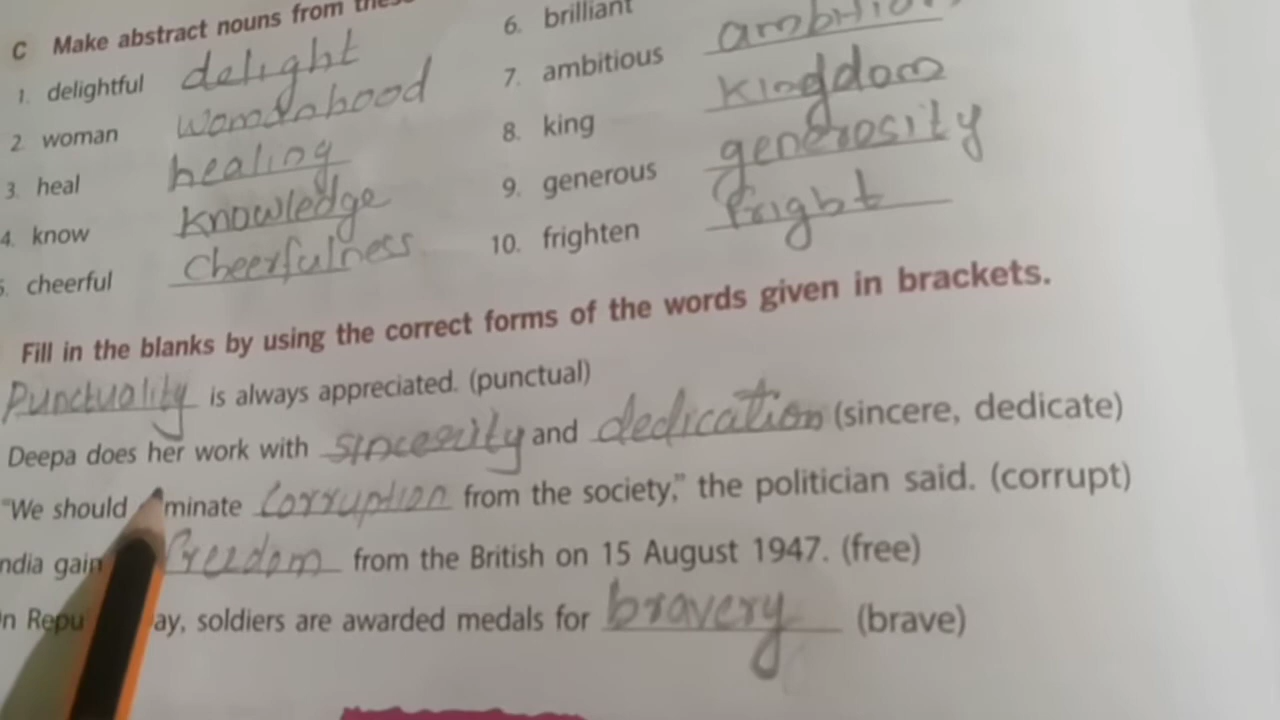 C Make abstract nouns from these
1. delightful delight
2 woman womanhood
3. heal healing
4. know knowledge
5. cheerful cheerfulness
6. brilliant
7. ambitious ambition
8. king kingdom
9. generous generosity
10. frighten fright
Fill in the blanks by using the correct forms of the words given in brackets.
Punctuality is always appreciated. (punctual)
Deepa does her work with sincerity and dedication (sincere, dedicate)
"We should minate corruption from the society," the politician said. (corrupt)
ndia gain freedom from the British on 15 August 1947. (free)
n Repu ay, soldiers are awarded medals for bravery (brave)